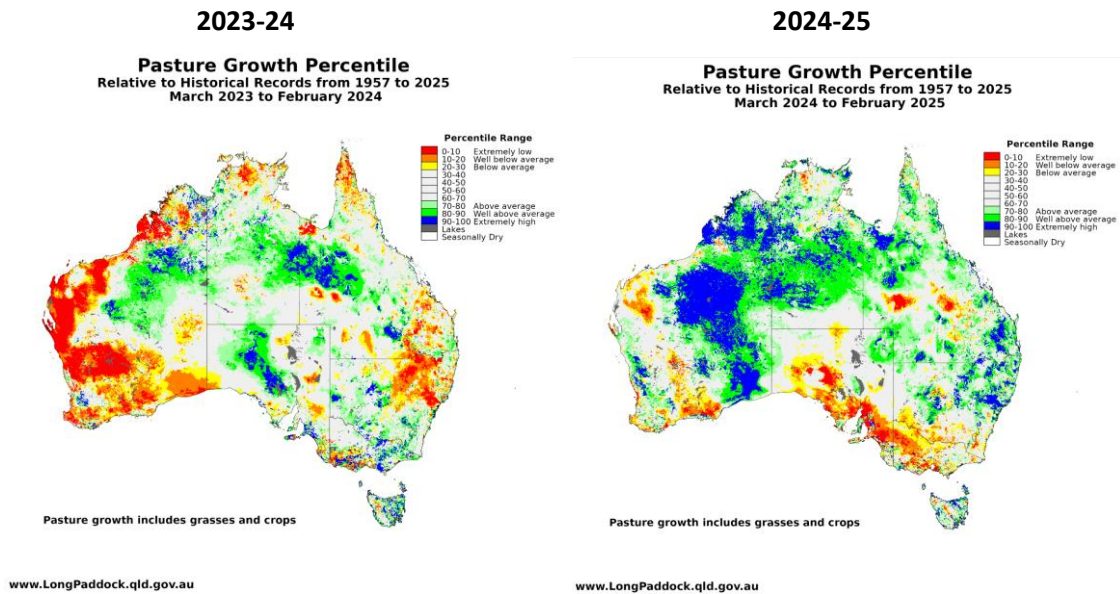 2023-24
Pasture Growth Percentile
Relative to Historical Records from 1957 to 2025
March 2023 to February 2024
Percentile Range
0-10 Extremely low
10-20 Well below average
20-30 Below average
30-40
40-50
50-60
60-70
70-80 Above average
80-90 Well above average
90-100 Extremely high
Lakes
Seasonally Dry
Pasture growth includes grasses and crops
www.LongPaddock.qld.gov.au
2024-25
Pasture Growth Percentile
Relative to Historical Records from 1957 to 2025
March 2024 to February 2025
Percentile Range
0-10 Extremely low
10-20 Well below average
20-30 Below average
30-40
40-50
50-60
60-70
70-80 Above average
80-90 Well above average
90-100 Extremely high
Lakes
Seasonally Dry
Pasture growth includes grasses and crops
www.LongPaddock.qld.gov.au